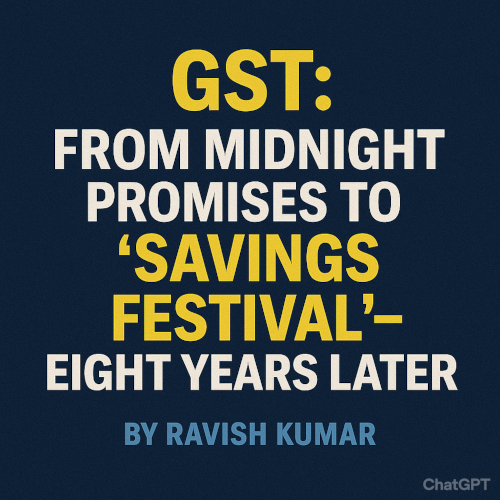 GST:
FROM MIDNIGHT
PROMISES TO
‘SAVINGS
FESTIVAL’–
EIGHT YEARS LATER
BY RAVISH KUMAR
ChatGPT